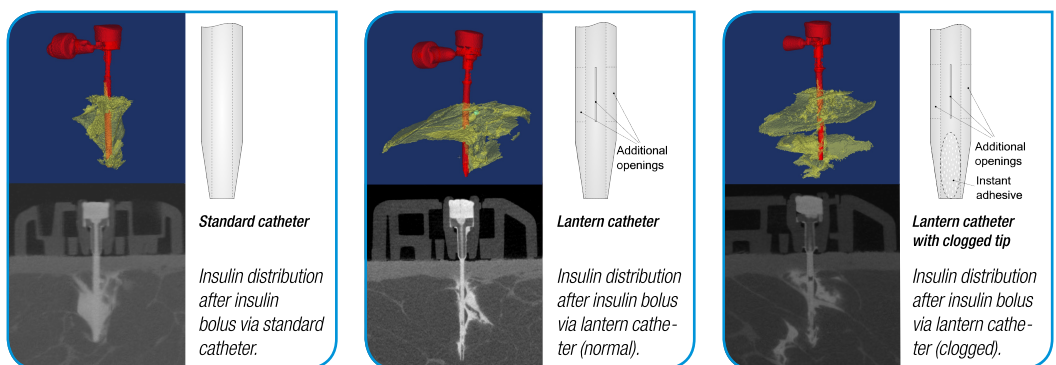 Standard catheter
Insulin distribution
after insulin
bolus via standard
catheter.
Additional
openings
Lantern catheter
Insulin distribution
after insulin bolus
via lantern cathe-
ter (normal).
Additional
openings
Instant
adhesive
Lantern catheter
with clogged tip
Insulin distribution
after insulin bolus
via lantern cathe-
ter (clogged).